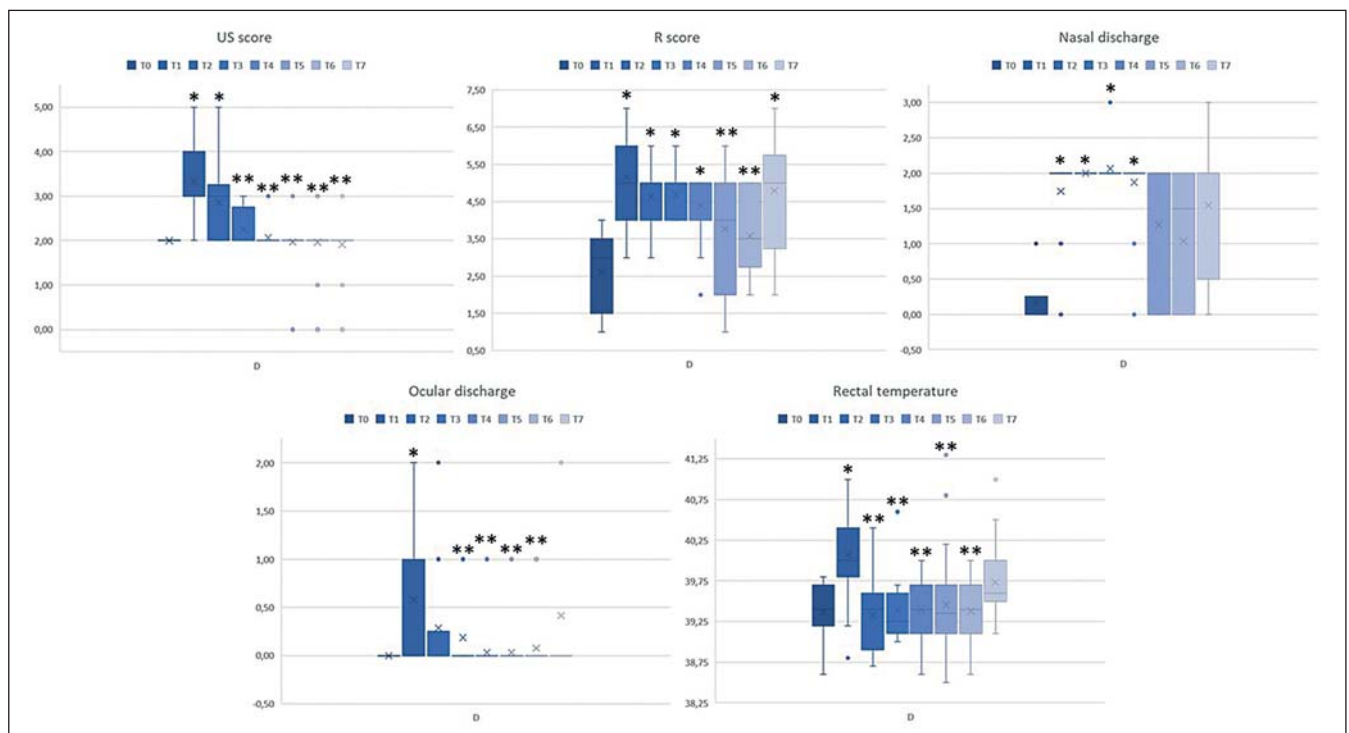 US score
T0 T1 T2 T3 T4 T5 T6 T7
5,00
4,00
3,00
2,00
1,00
0,00
* * ** ** ** ** **
D
R score
T0 T1 T2 T3 T4 T5 T6 T7
7,50
6,50
5,50
4,50
3,50
2,50
1,50
0,50
* * * * ** ** *
D
Nasal discharge
T0 T1 T2 T3 T4 T5 T6 T7
3,00
2,50
2,00
1,50
1,00
0,50
0,00
-0,50
* * * *
D
Ocular discharge
T0 T1 T2 T3 T4 T5 T6 T7
2,00
1,50
1,00
0,50
0,00
-0,50
* ** ** ** **
D
Rectal temperature
T0 T1 T2 T3 T4 T5 T6 T7
41,25
40,75
40,25
39,75
39,25
38,75
38,25
* ** ** ** ** **
D